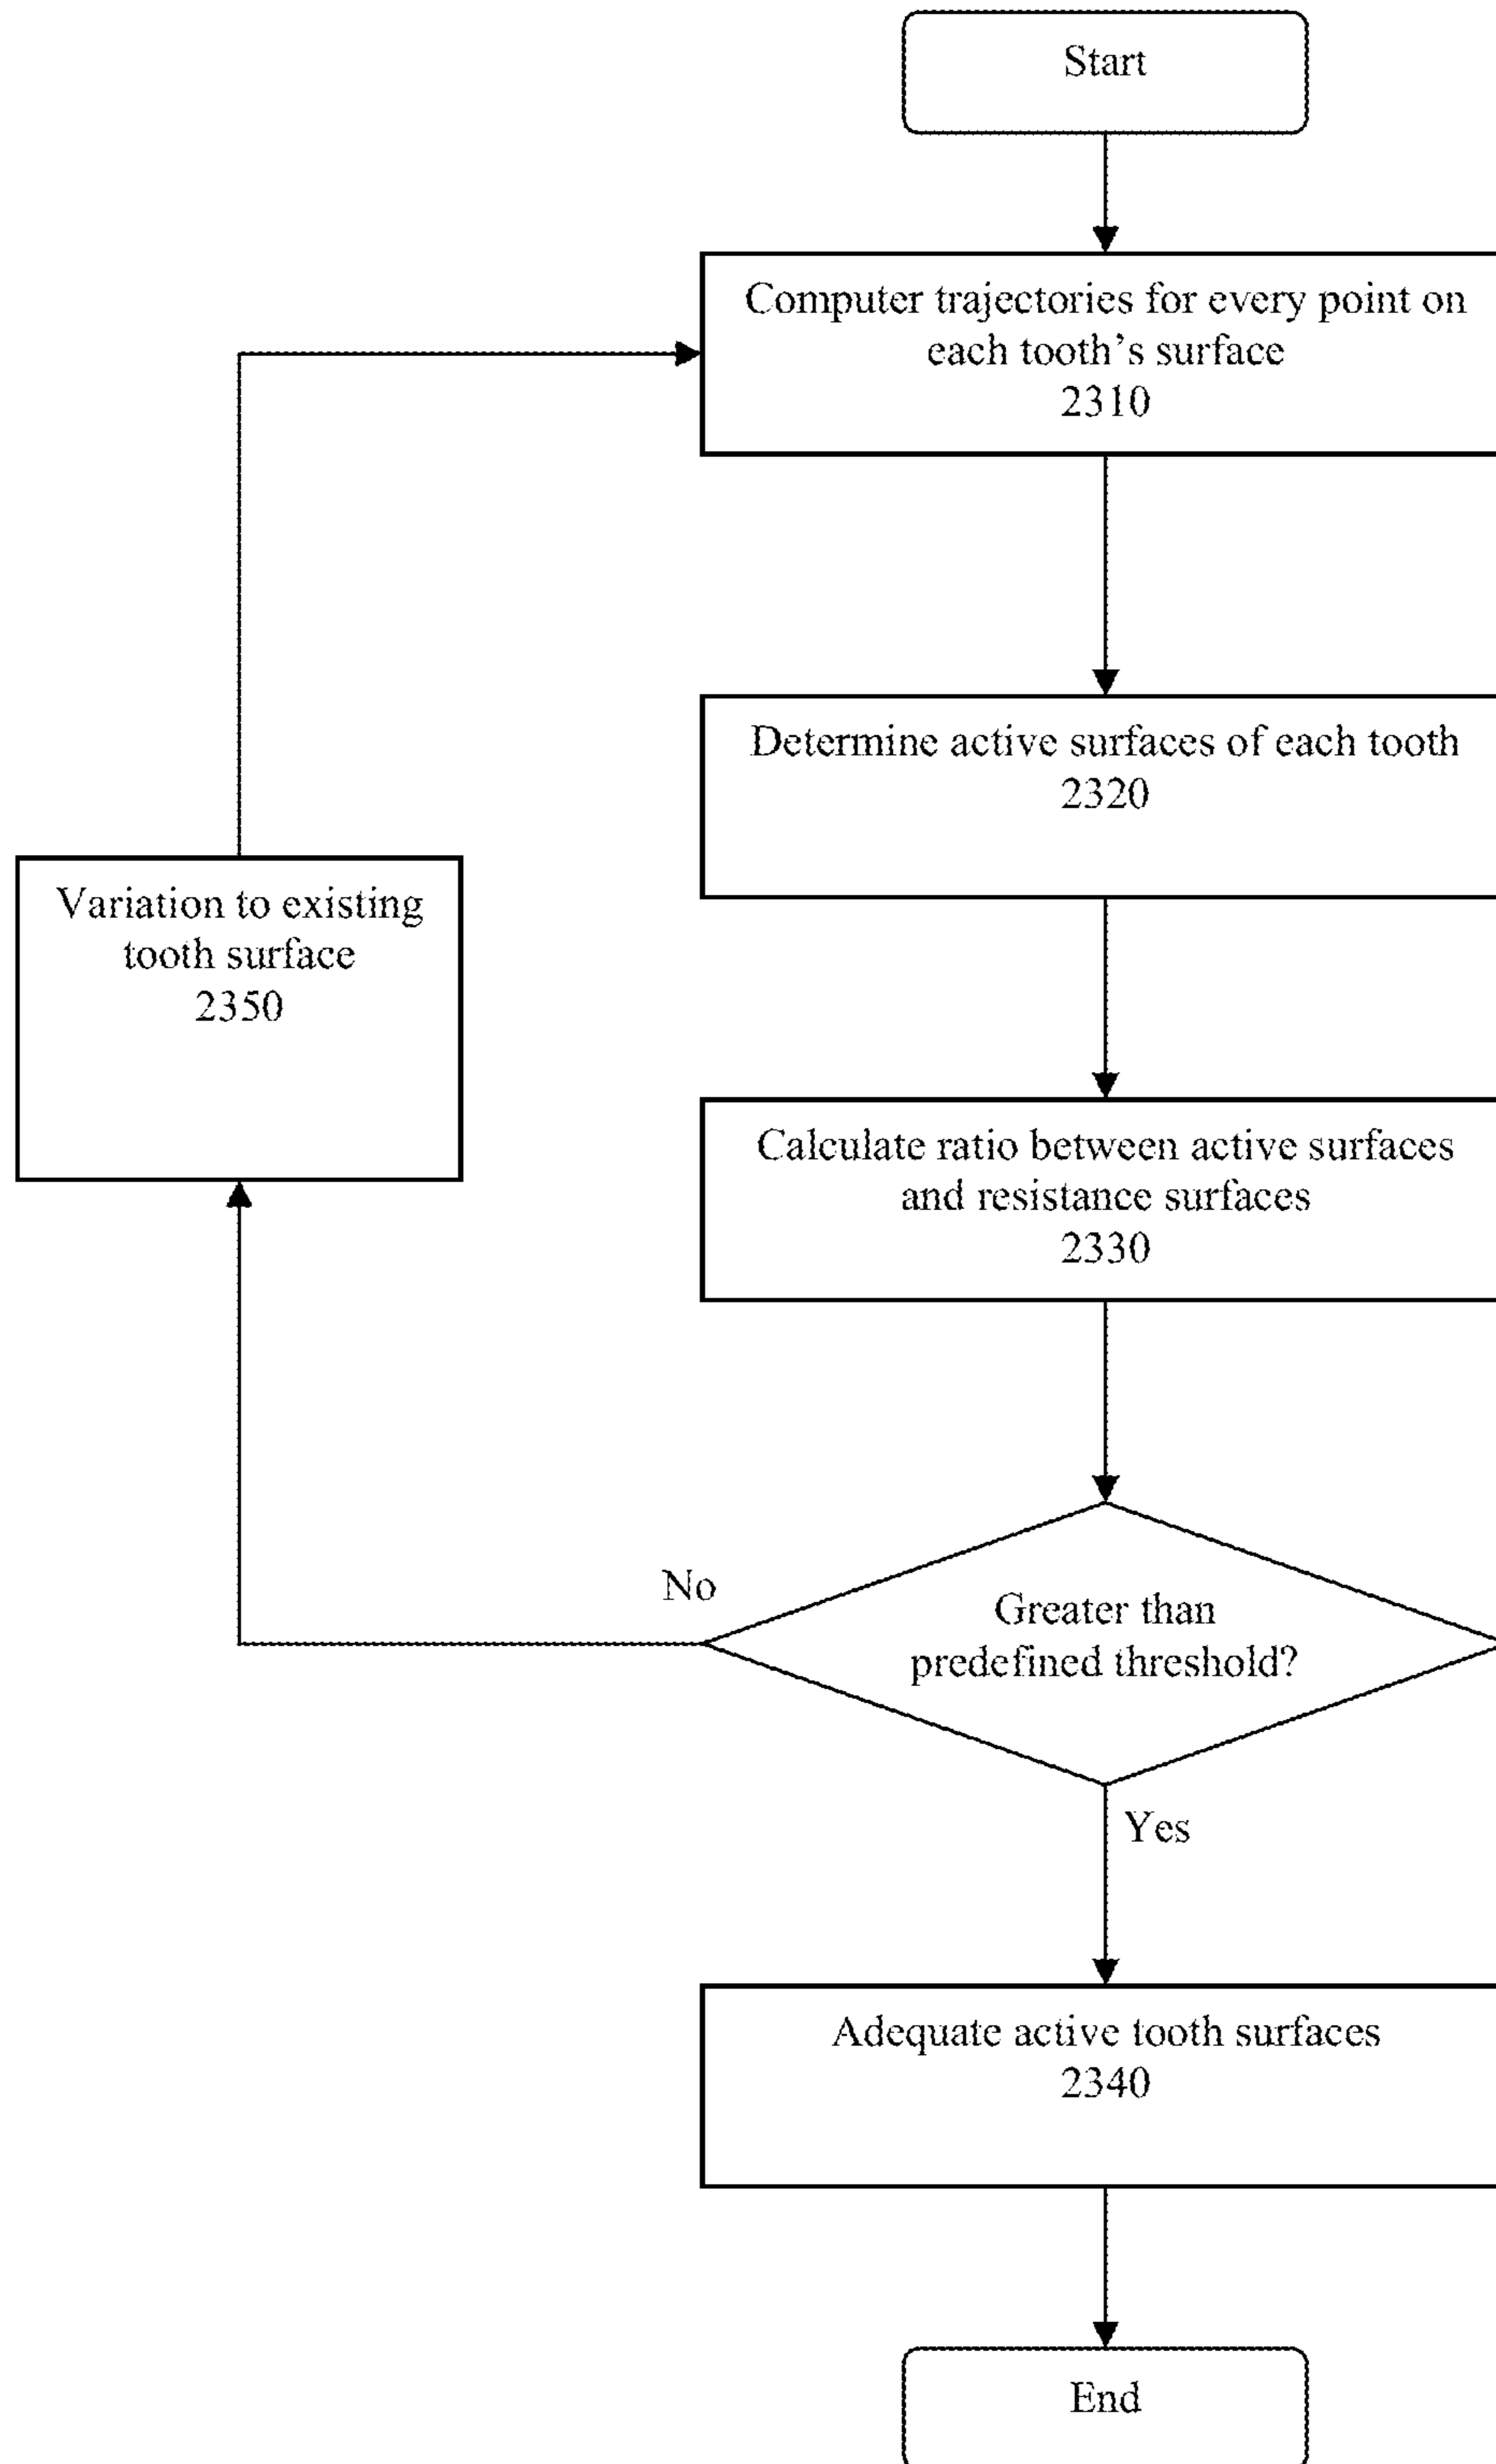 Start
Computer trajectories for every point on
each tooth's surface
2310
Determine active surfaces of each tooth
2320
Variation to existing
tooth surface
2350
Calculate ratio between active surfaces
and resistance surfaces
2330
No
Greater than
predefined threshold?
Yes
Adequate active tooth surfaces
2340
End